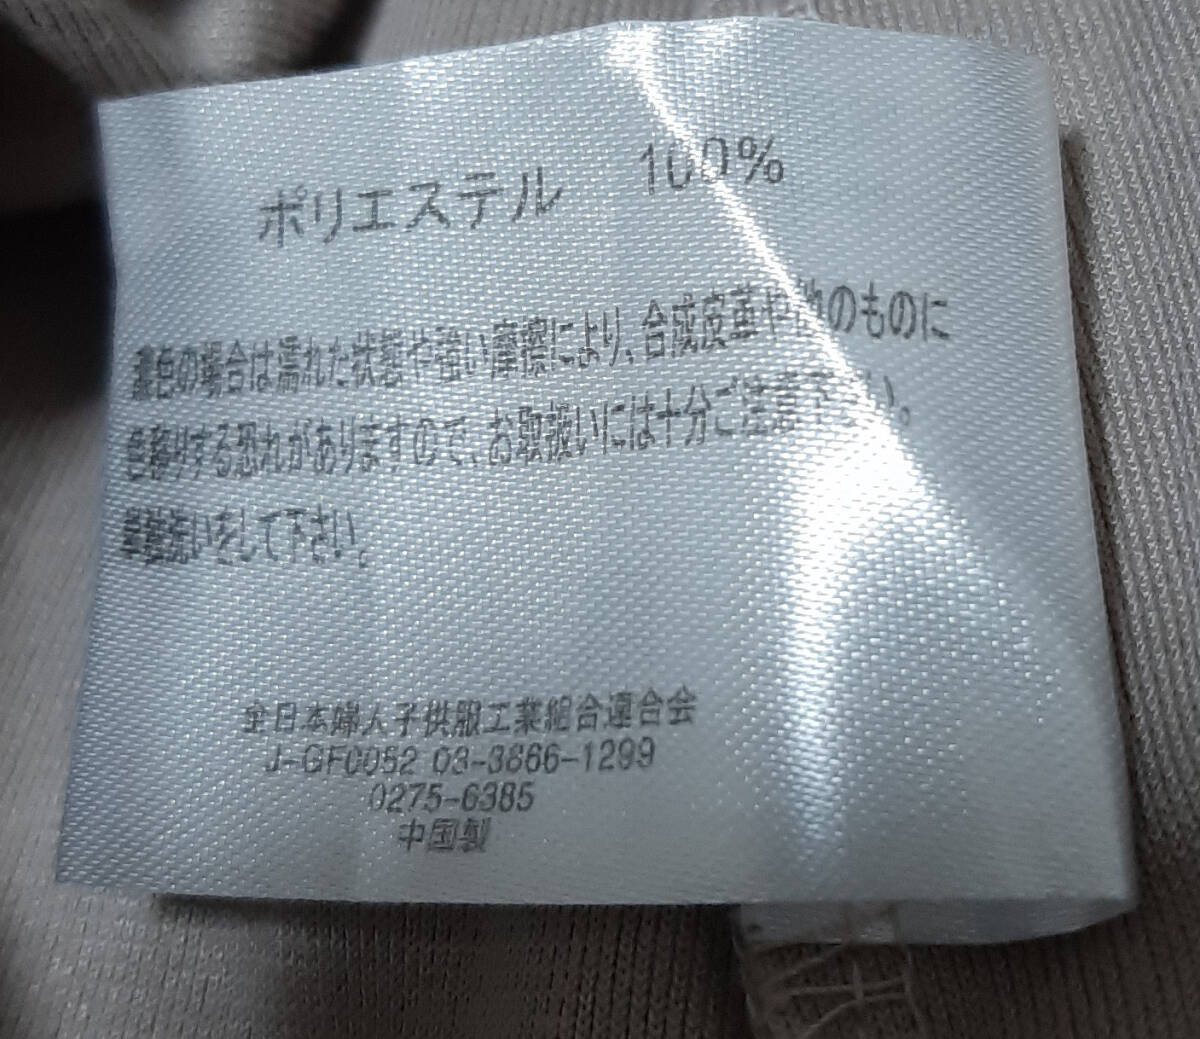 ポリエステル 100%
濃色の場合は濡れた状態や強い摩擦により、合成皮革や他のものに
色移りする恐れがありますので、お取扱いには十分ご注意下さい。
単独洗いをして下さい。
全日本婦人子供服工業組合連合会
J-GF0052 03-3866-1299
0275-6385
中国製